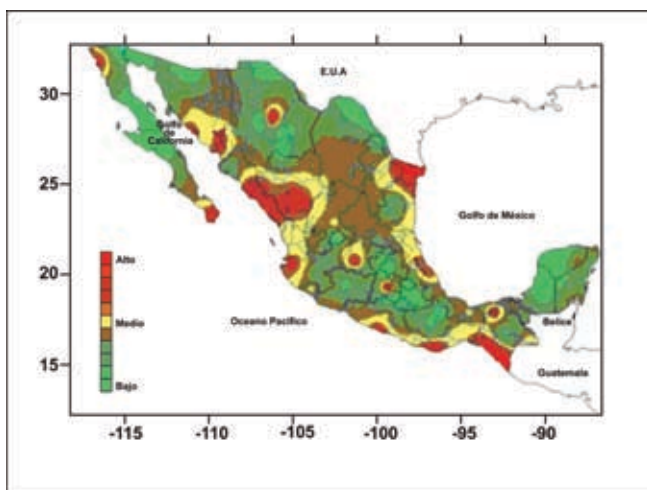 E.U.A
30
Golfo
de
California
25
Golfo de México
Alto
20
Oceano Pacífico
Medio
Belice
15
Bajo
Guatemala
-115
-110
-105
-100
-95
-90